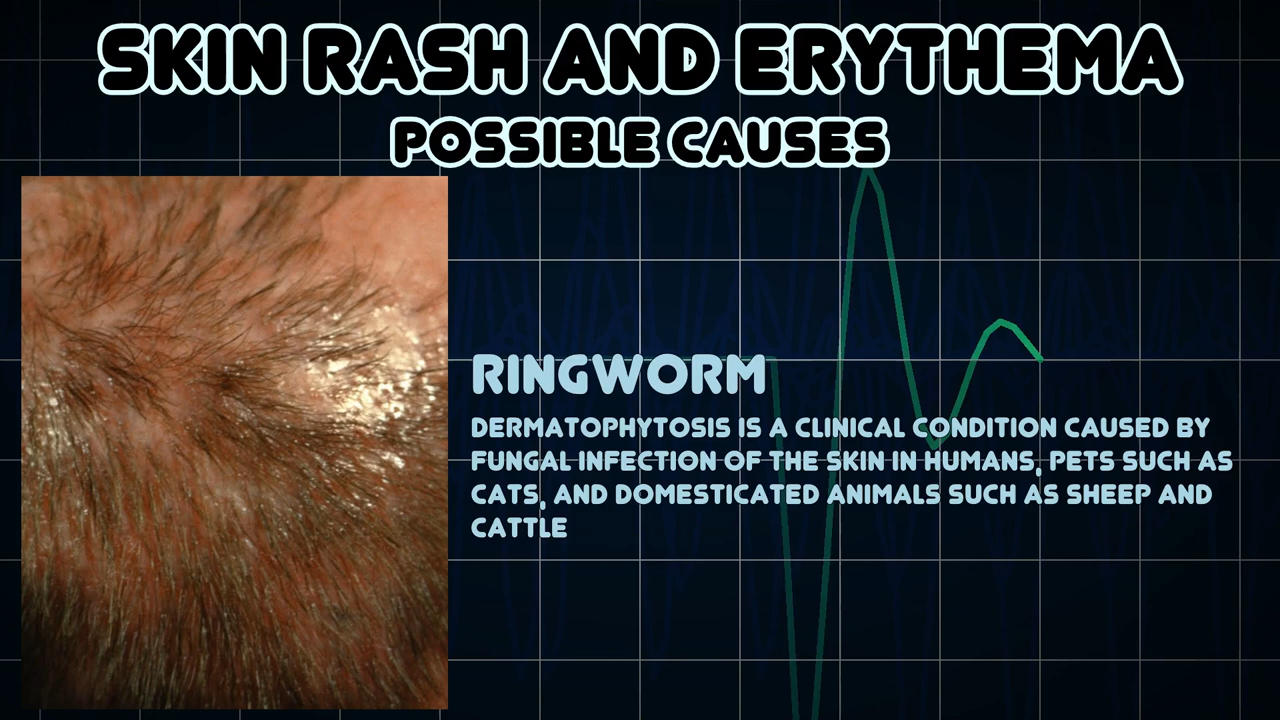 SKIN RASH AND ERYTHEMA
POSSIBLE CAUSES
RINGWORM
DERMATOPHYTOSIS IS A CLINICAL CONDITION CAUSED BY
FUNGAL INFECTION OF THE SKIN IN HUMANS, PETS SUCH AS
CATS, AND DOMESTICATED ANIMALS SUCH AS SHEEP AND
CATTLE